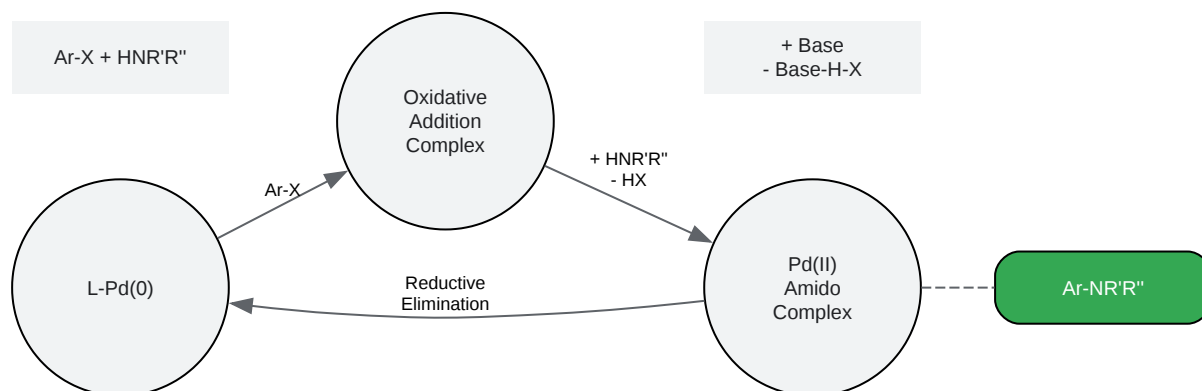 Ar-X + HNR'R"
+ Base
- Base-H-X
Oxidative
Addition
Complex
+ HNR'R"
- HX
Ar-X
L-Pd(0)
Reductive
Elimination
Pd(II)
Amido
Complex
Ar-NR'R"